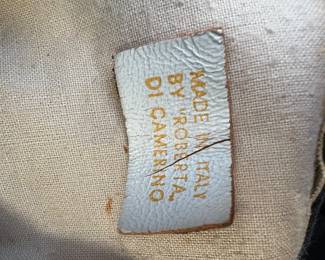 MADE IN ITALY
BY "ROBERTA"
DI CAMERINO